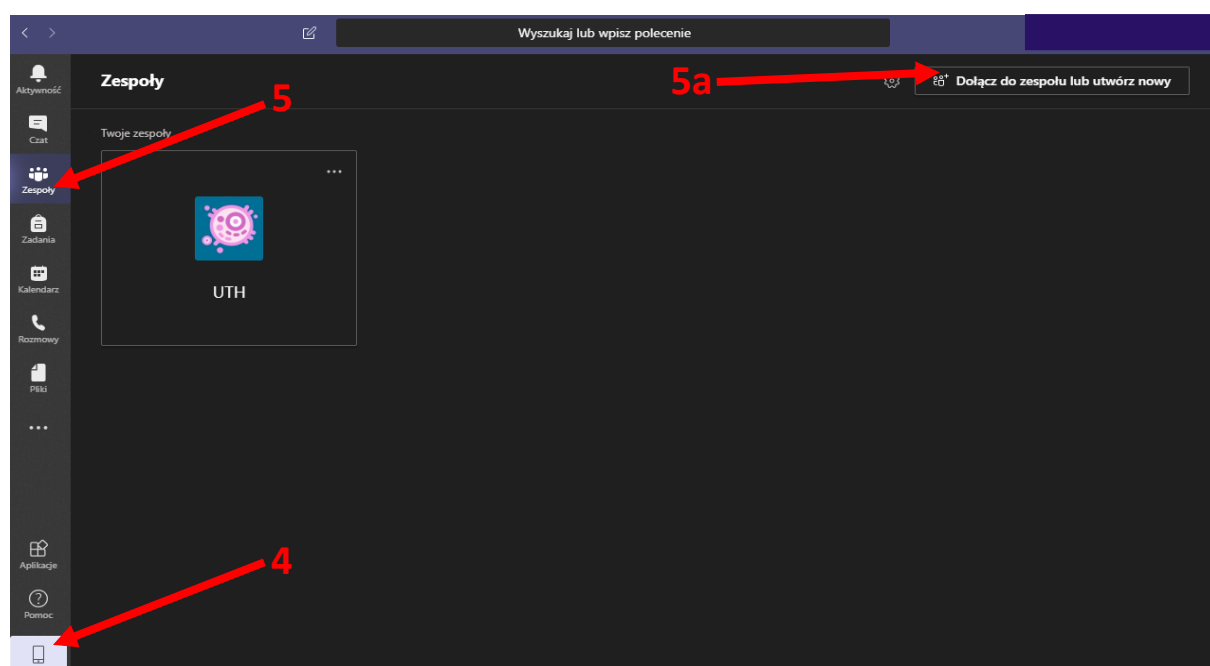 Wyszukaj lub wpisz polecenie
Aktywność
Zespoły
5a
Dołącz do zespołu lub utwórz nowy
5
Czat
Twoje zespoły
Zespoły
Zadania
UTH
Kalendarz
Rozmowy
Pliki
Aplikacje
4
Pomoc